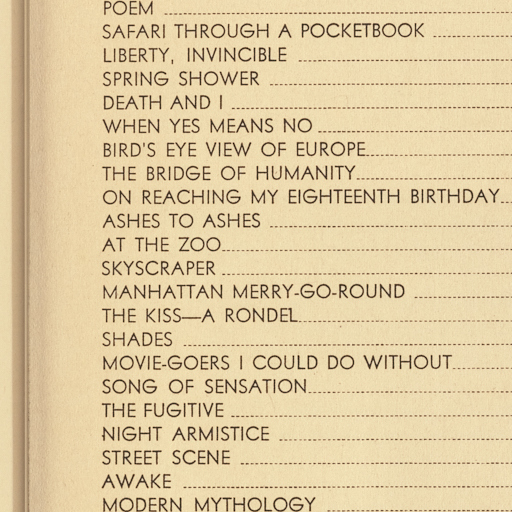 POEM
SAFARI THROUGH A POCKETBOOK
LIBERTY, INVINCIBLE
SPRING SHOWER
DEATH AND I
WHEN YES MEANS NO
BIRD'S EYE VIEW OF EUROPE
THE BRIDGE OF HUMANITY
ON REACHING MY EIGHTEENTH BIRTHDAY
ASHES TO ASHES
AT THE ZOO
SKYSCRAPER
MANHATTAN MERRY-GO-ROUND
THE KISS—A RONDEL
SHADES
MOVIE-GOERS I COULD DO WITHOUT
SONG OF SENSATION
THE FUGITIVE
NIGHT ARMISTICE
STREET SCENE
AWAKE
MODERN MYTHOLOGY